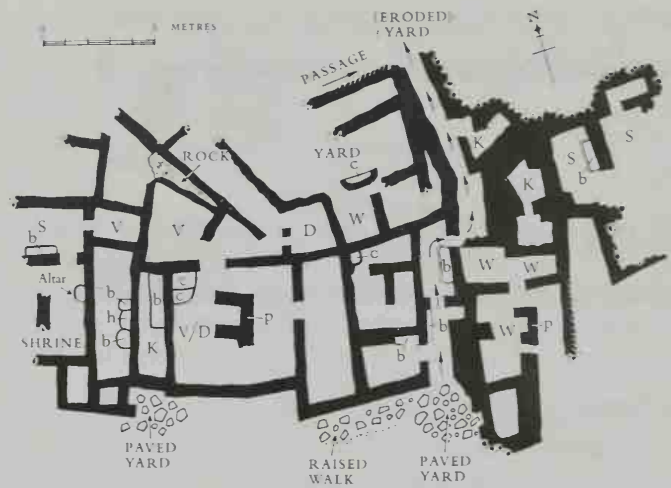 (ERODED)
YARD
METRES
N
PASSAGE
K
ROCK
YARD
S
S
b
K
c
S
b
V
V
D
W
Altar
b
h
b
b
K
c
c
V/D
p
c
b
b
b
W
W
W
p
SHRINE
PAVED
YARD
RAISED
WALK
PAVED
YARD